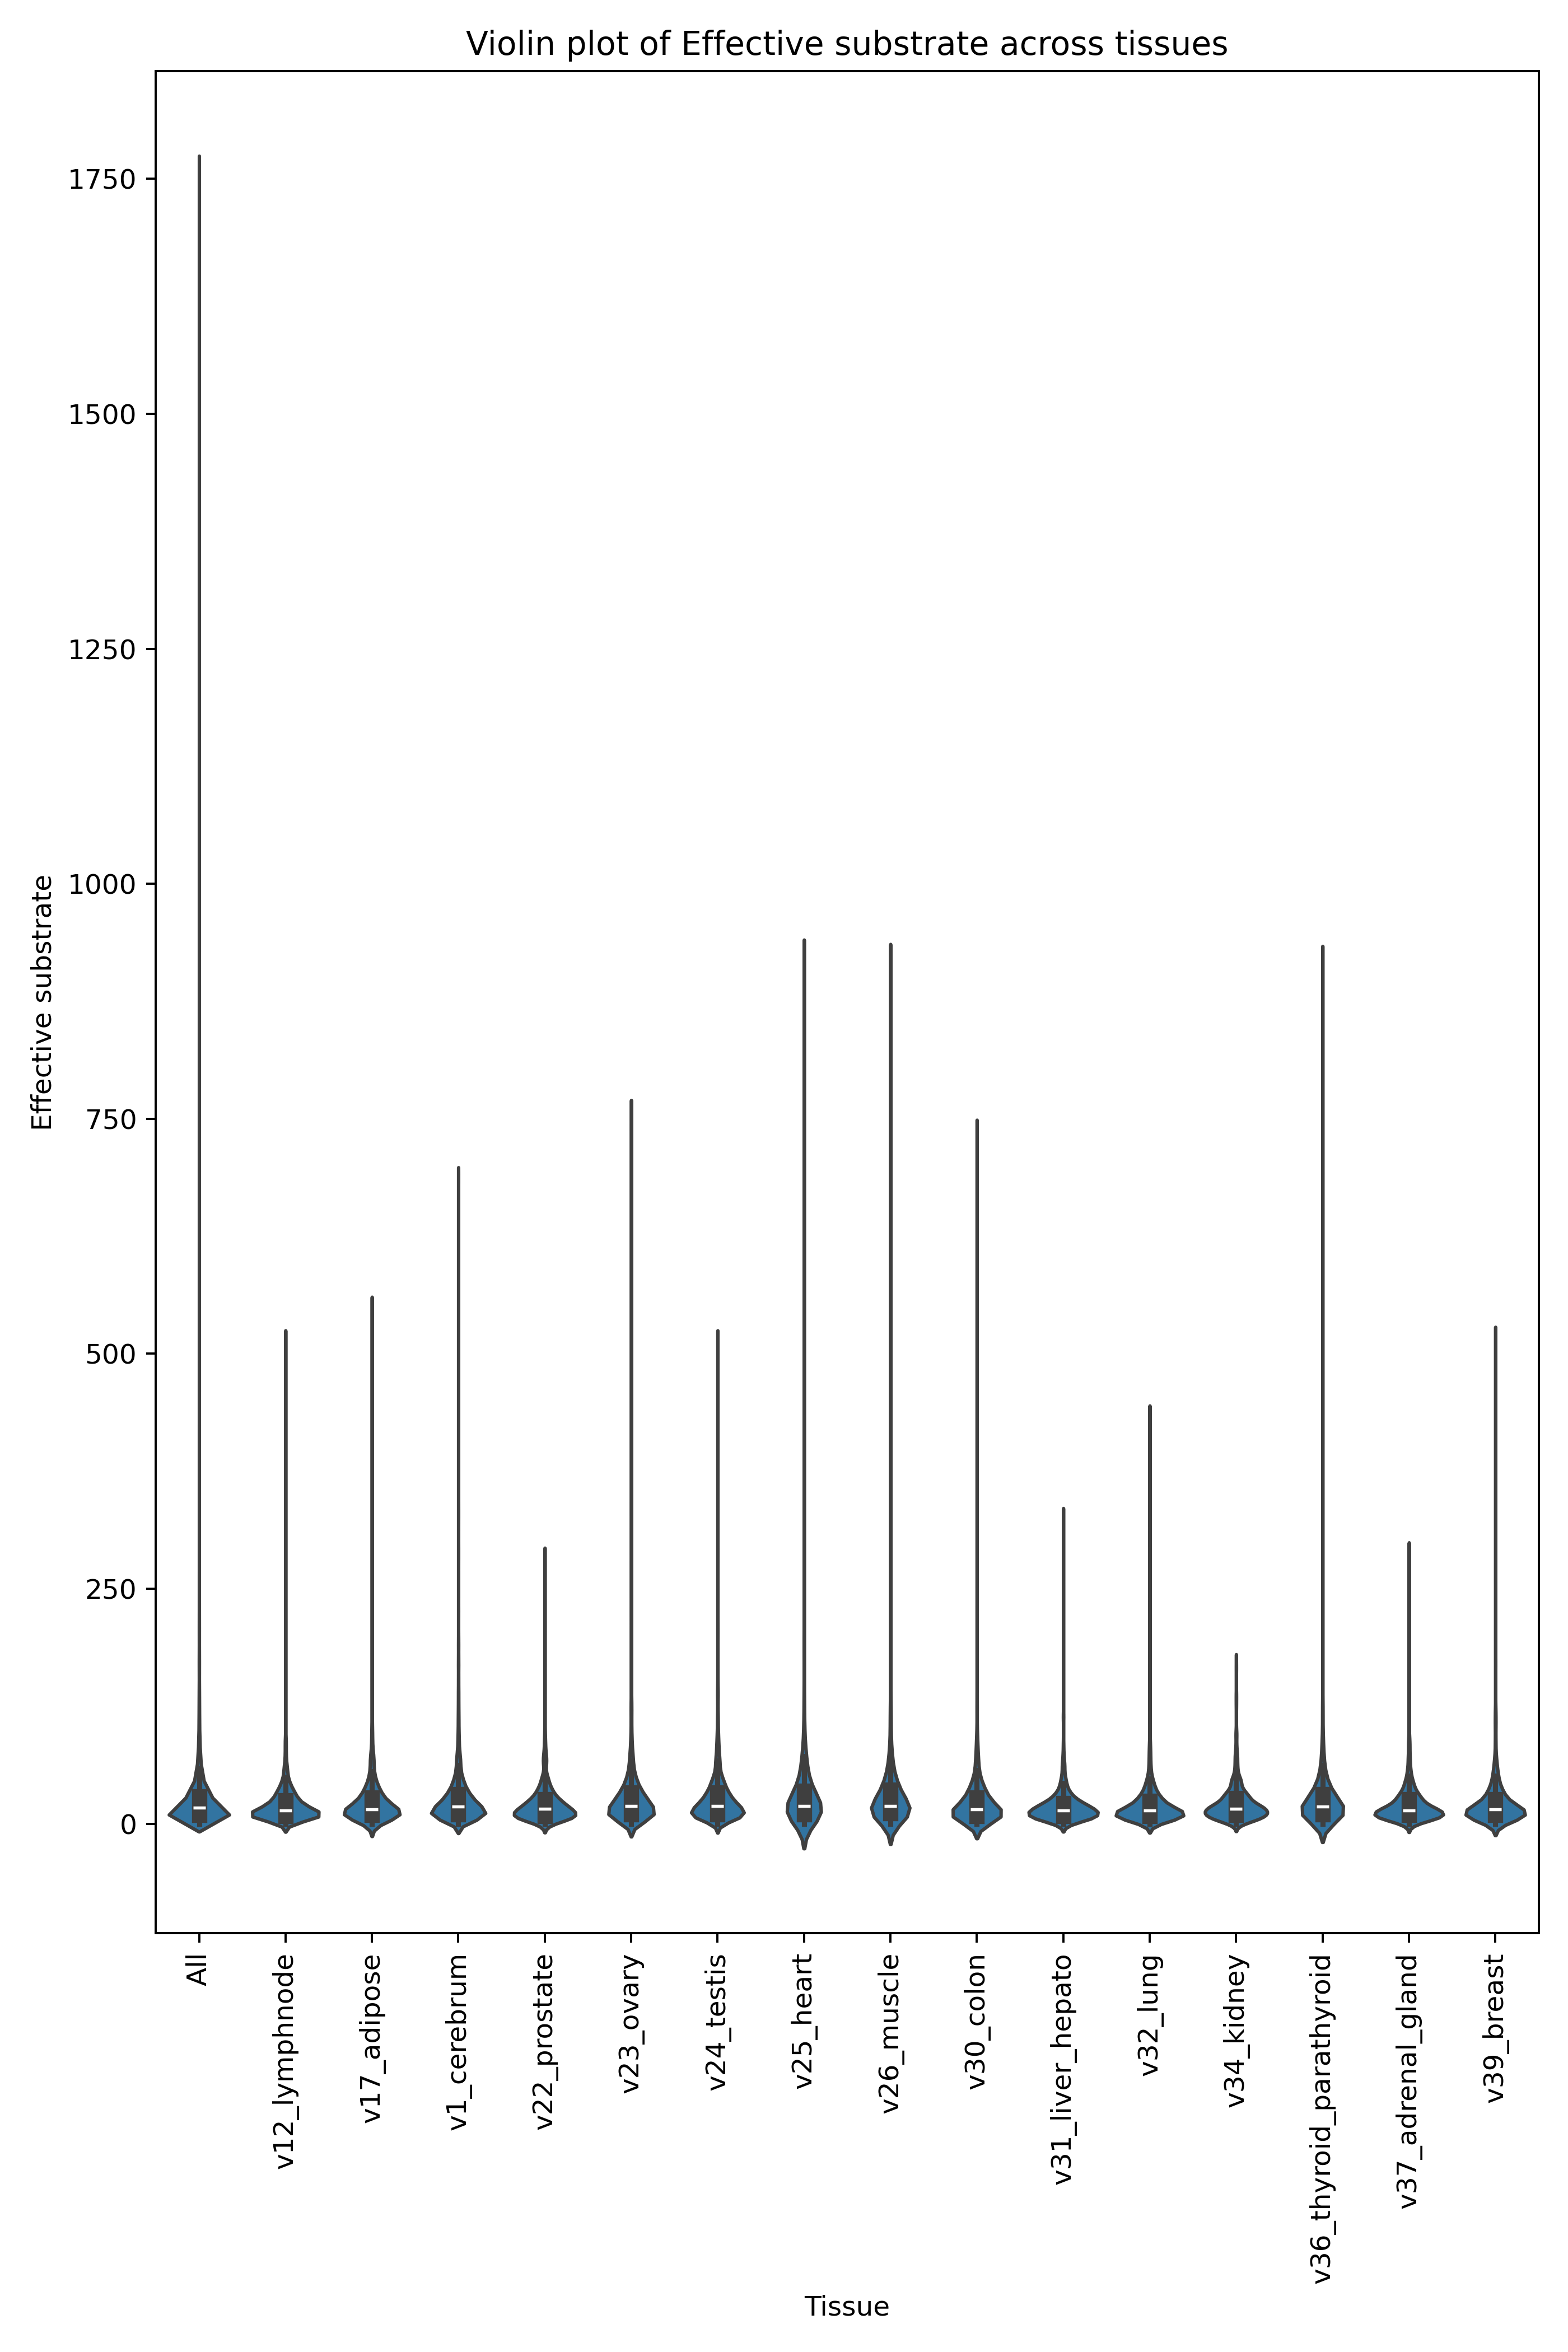 Violin plot of Effective substrate across tissues
Effective substrate
1750
1500
1250
1000
750
500
250
0
All
v12_lymphnode
v17_adipose
v1_cerebrum
v22_prostate
v23_ovary
v24_testis
v25_heart
v26_muscle
v30_colon
v31_liver_hepato
v32_lung
v34_kidney
v36_thyroid_parathyroid
v37_adrenal_gland
v39_breast
Tissue